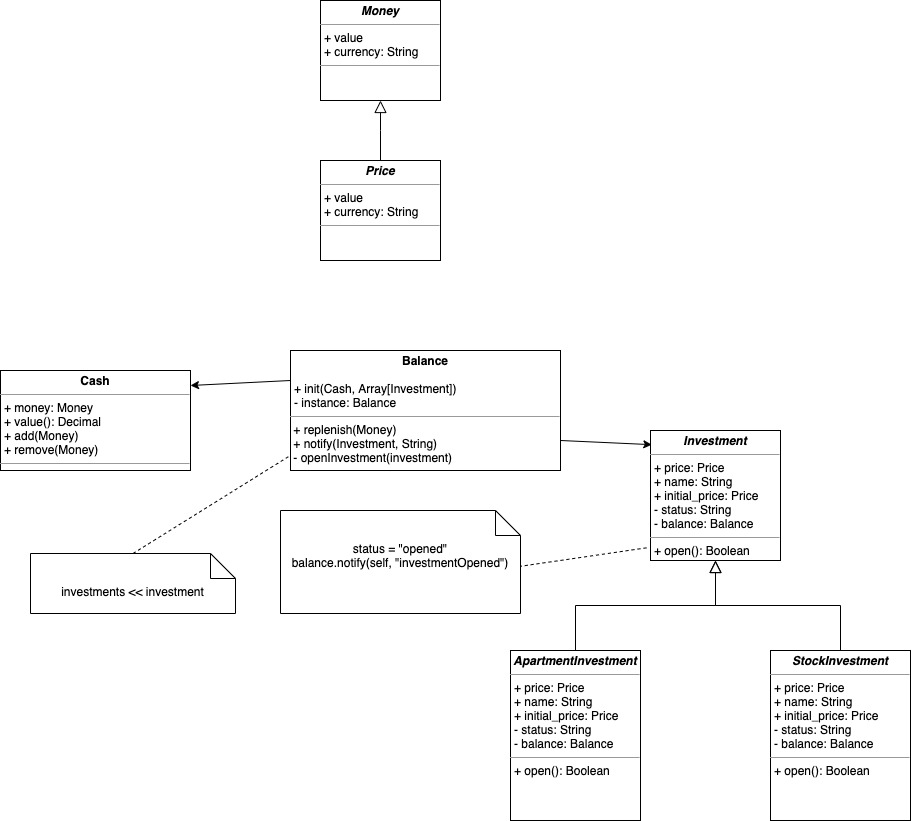 Money
+ value
+ currency: String
Price
+ value
+ currency: String
Cash
+ money: Money
+ value(): Decimal
+ add(Money)
+ remove(Money)
Balance
+ init(Cash, Array[Investment])
- instance: Balance
+ replenish(Money)
+ notify(Investment, String)
- openInvestment(investment)
Investment
+ price: Price
+ name: String
+ initial_price: Price
- status: String
- balance: Balance
+ open(): Boolean
investments << investment
status = "opened"
balance.notify(self, "investmentOpened")
ApartmentInvestment
+ price: Price
+ name: String
+ initial_price: Price
- status: String
- balance: Balance
+ open(): Boolean
StockInvestment
+ price: Price
+ name: String
+ initial_price: Price
- status: String
- balance: Balance
+ open(): Boolean